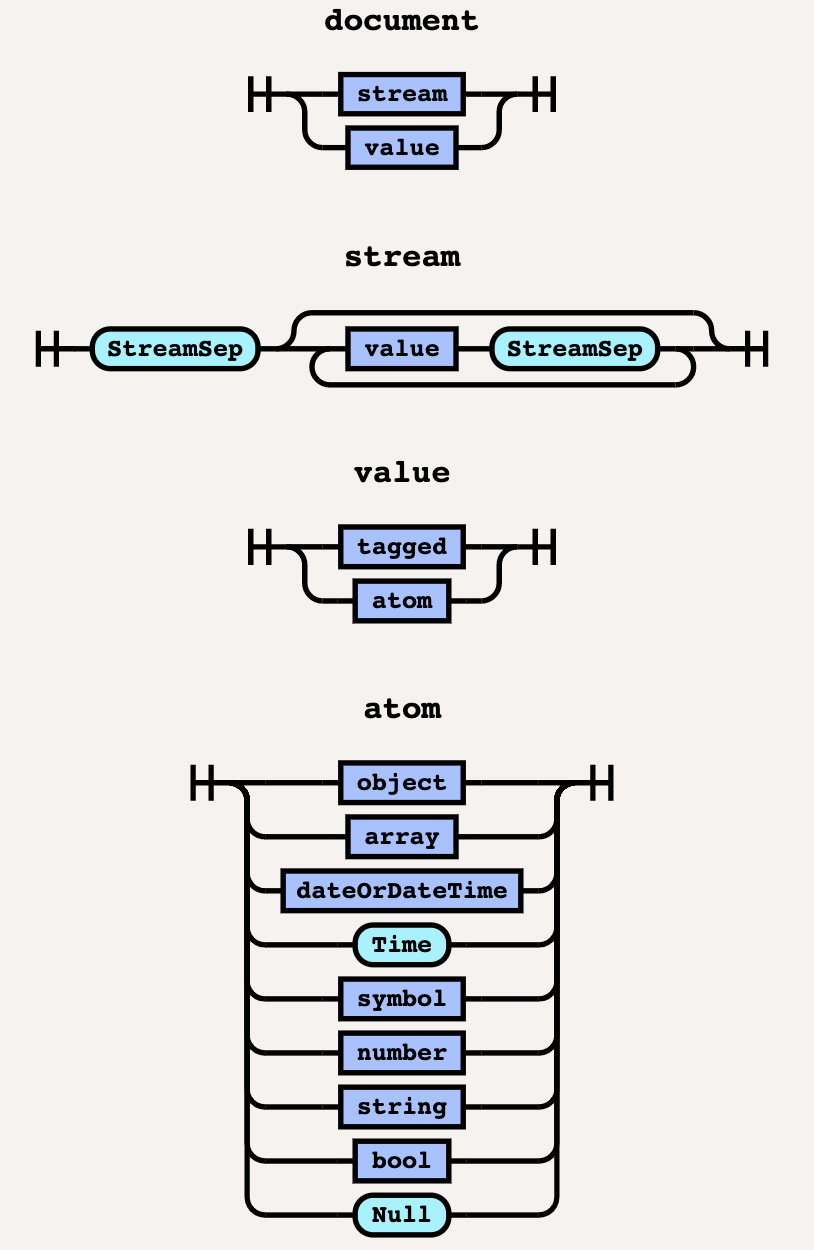 document
stream
value
stream
StreamSep value StreamSep
value
tagged
atom
atom
object
array
dateOrDateTime
Time
symbol
number
string
bool
Null